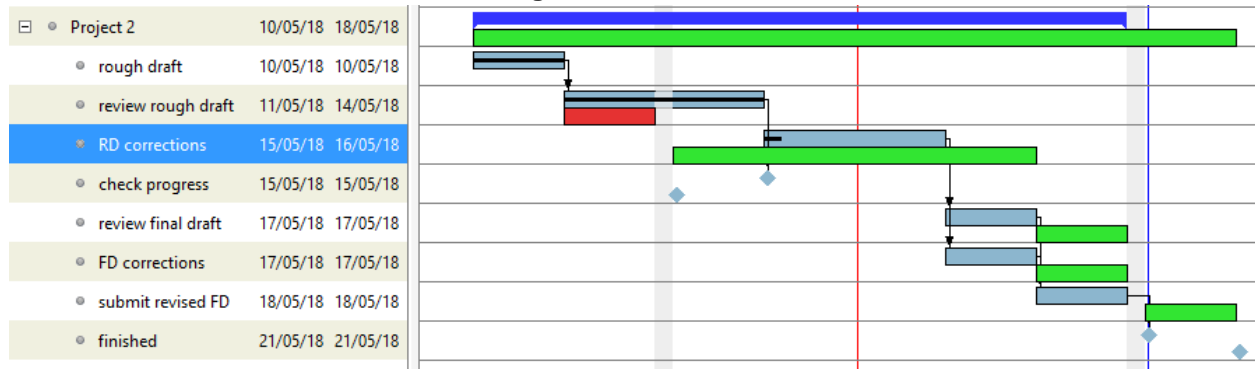 Project 2 10/05/18 18/05/18
rough draft 10/05/18 10/05/18
review rough draft 11/05/18 14/05/18
RD corrections 15/05/18 16/05/18
check progress 15/05/18 15/05/18
review final draft 17/05/18 17/05/18
FD corrections 17/05/18 17/05/18
submit revised FD 18/05/18 18/05/18
finished 21/05/18 21/05/18